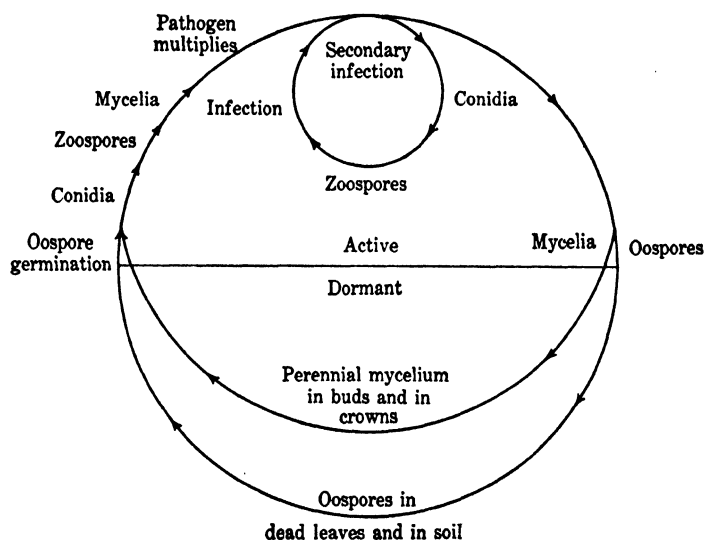 Pathogen
multiplies
Secondary
infection
Mycelia
Infection
Conidia
Zoospores
Zoospores
Conidia
Oospore
germination
Active
Mycelia
Oospores
Dormant
Perennial mycelium
in buds and in
crowns
Oospores in
dead leaves and in soil